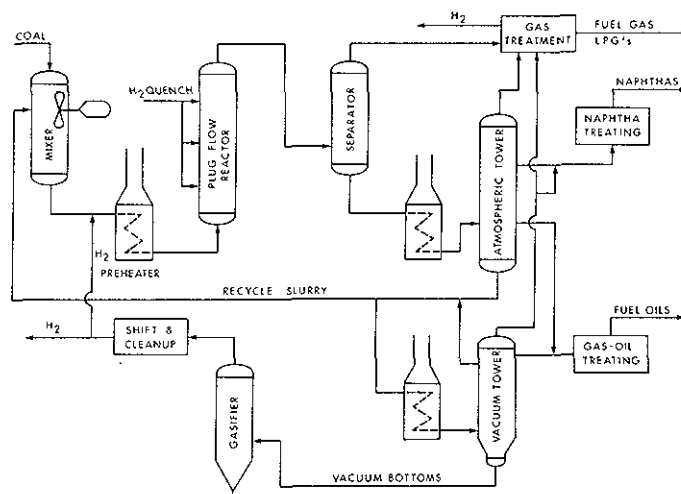 H2
COAL
GAS
TREATMENT
FUEL GAS
LPG's
NAPHTHAS
H2 QUENCH
MIXER
PLUG FLOW
REACTOR
SEPARATOR
ATMOSPHERIC TOWER
NAPHTHA
TREATING
H2
PREHEATER
RECYCLE SLURRY
H2
SHIFT &
CLEANUP
FUEL OILS
GAS-OIL
TREATING
GASIFIER
VACUUM TOWER
VACUUM BOTTOMS